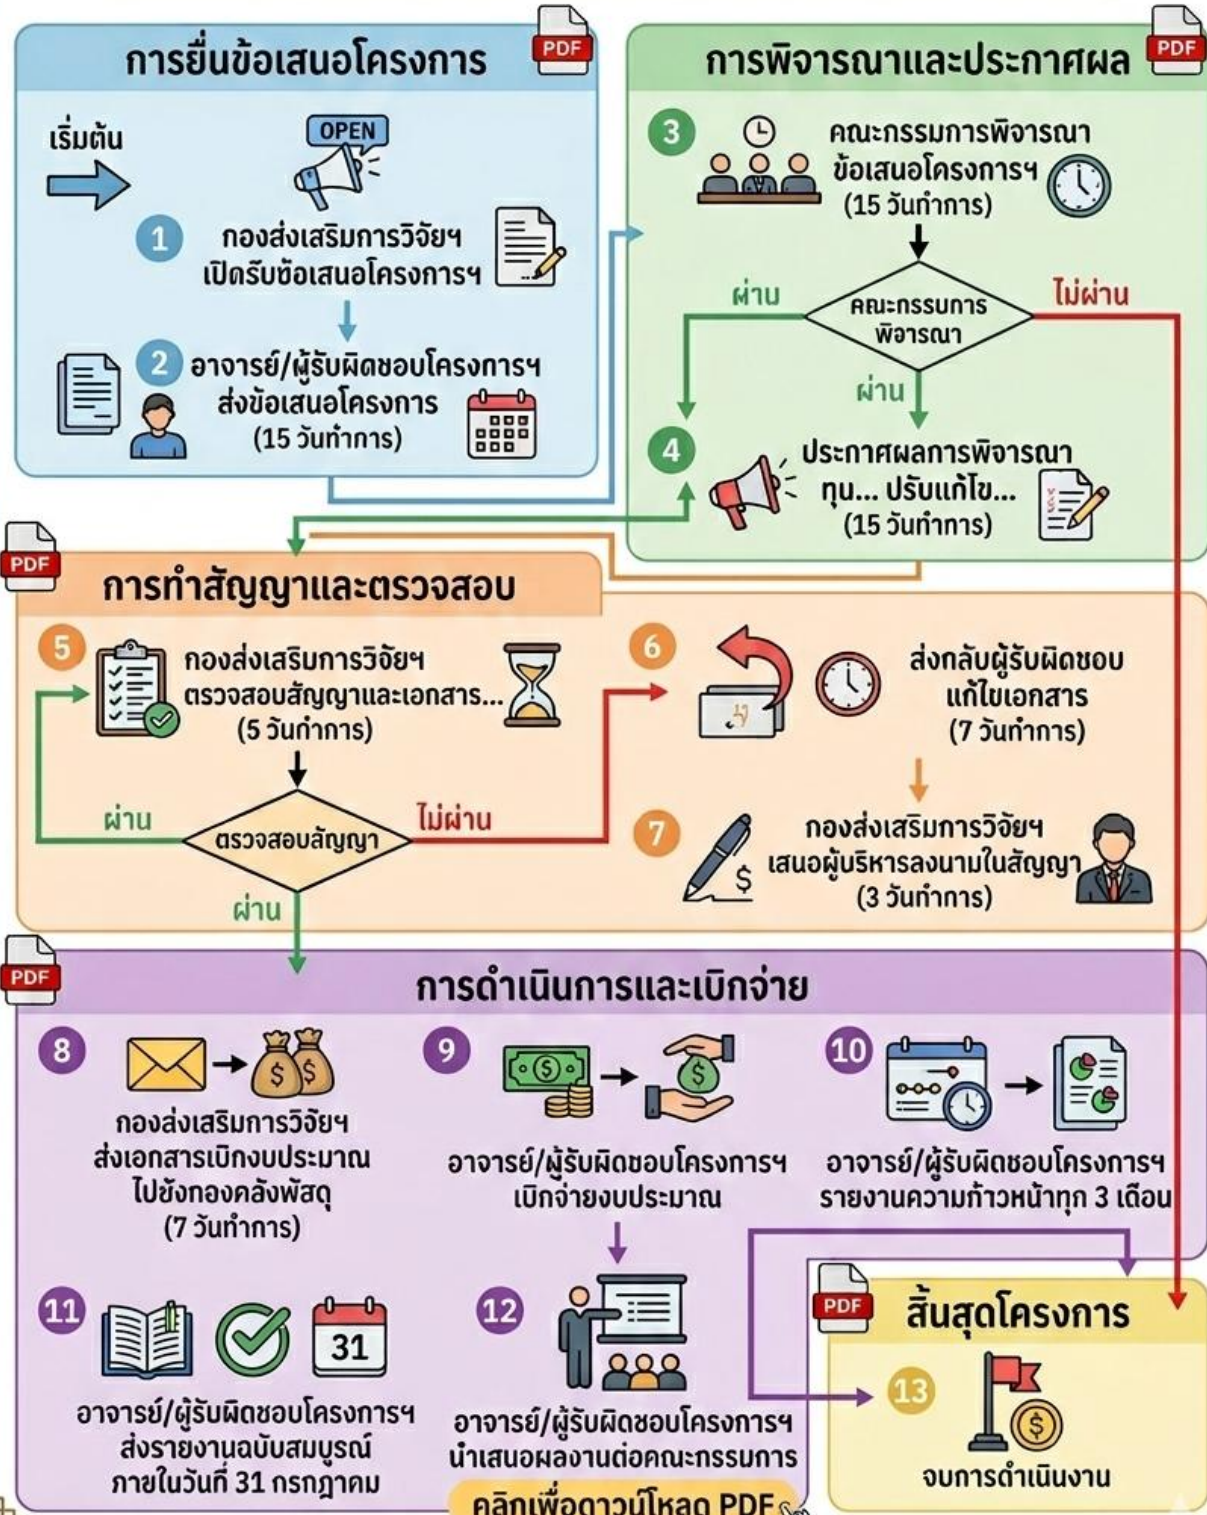 PDF
การยื่นข้อเสนอโครงการ
เริ่มต้น
OPEN
1
กองส่งเสริมการวิจัยฯ
เปิดรับข้อเสนอโครงการฯ
2
อาจารย์/ผู้รับผิดชอบโครงการฯ
ส่งข้อเสนอโครงการ
(15 วันทำการ)
PDF
การพิจารณาและประกาศผล
3
คณะกรรมการพิจารณา
ข้อเสนอโครงการฯ
(15 วันทำการ)
ผ่าน
คณะกรรมการ
พิจารณา
ไม่ผ่าน
ผ่าน
4
ประกาศผลการพิจารณา
ทุน... ปรับแก้ไข...
(15 วันทำการ)
PDF
การทำสัญญาและตรวจสอบ
5
กองส่งเสริมการวิจัยฯ
ตรวจสอบสัญญาและเอกสาร...
(5 วันทำการ)
ผ่าน
ตรวจสอบสัญญา
ไม่ผ่าน
ผ่าน
6
ส่งกลับผู้รับผิดชอบ
แก้ไขเอกสาร
(7 วันทำการ)
7
กองส่งเสริมการวิจัยฯ
เสนอผู้บริหารลงนามในสัญญา
(3 วันทำการ)
$
PDF
การดำเนินการและเบิกจ่าย
8
กองส่งเสริมการวิจัยฯ
ส่งเอกสารเบิกงบประมาณ
ไปขังกองคลังพัสดุ
(7 วันทำการ)
9
อาจารย์/ผู้รับผิดชอบโครงการฯ
เบิกจ่ายงบประมาณ
10
อาจารย์/ผู้รับผิดชอบโครงการฯ
รายงานความก้าวหน้าทุก 3 เดือน
11
31
อาจารย์/ผู้รับผิดชอบโครงการฯ
ส่งรายงานฉบับสมบูรณ์
ภายในวันที่ 31 กรกฎาคม
12
อาจารย์/ผู้รับผิดชอบโครงการฯ
นำเสนอผลงานต่อคณะกรรมการ
คลิกเพื่อดาวน์โหลด PDF
PDF
สิ้นสุดโครงการ
13
จบการดำเนินงาน